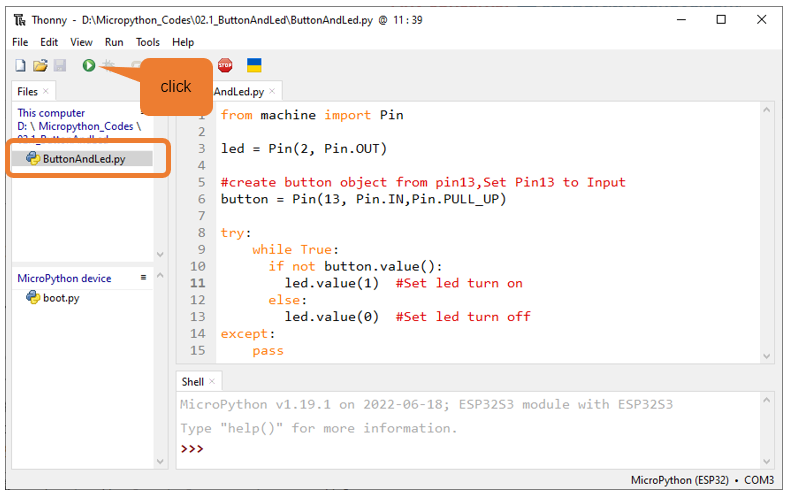 Thonny - D:\Micropython_Codes\02.1_ButtonAndLed\ButtonAndLed.py @ 11 : 39
File Edit View Run Tools Help
STOP
click
Files ×
This computer
D: \ Micropython_Codes \
02.1_ButtonAndLed
ButtonAndLed.py
MicroPython device
boot.py
AndLed.py ×
1 from machine import Pin
2
3 led = Pin(2, Pin.OUT)
4
5 #create button object from pin13,Set Pin13 to Input
6 button = Pin(13, Pin.IN,Pin.PULL_UP)
7
8 try:
9     while True:
10       if not button.value():
11         led.value(1)  #Set led turn on
12       else:
13         led.value(0)  #Set led turn off
14 except:
15     pass
Shell ×
MicroPython v1.19.1 on 2022-06-18; ESP32S3 module with ESP32S3
Type "help()" for more information.
>>>
MicroPython (ESP32) • COM3